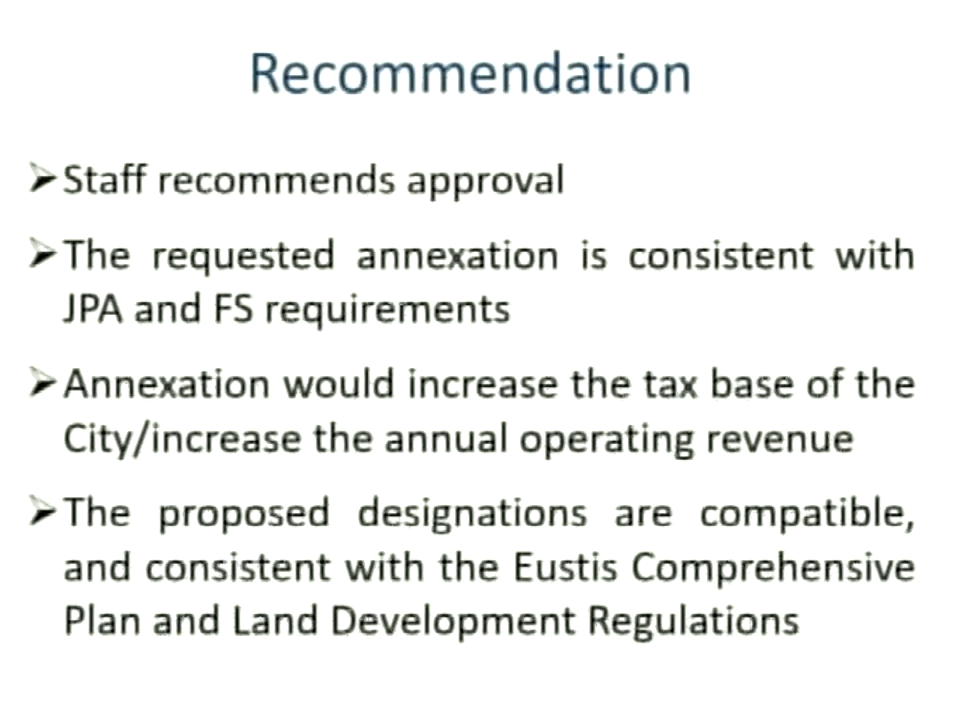 Recommendation
➢Staff recommends approval
➢The requested annexation is consistent with
JPA and FS requirements
➢Annexation would increase the tax base of the
City/increase the annual operating revenue
➢The proposed designations are compatible,
and consistent with the Eustis Comprehensive
Plan and Land Development Regulations